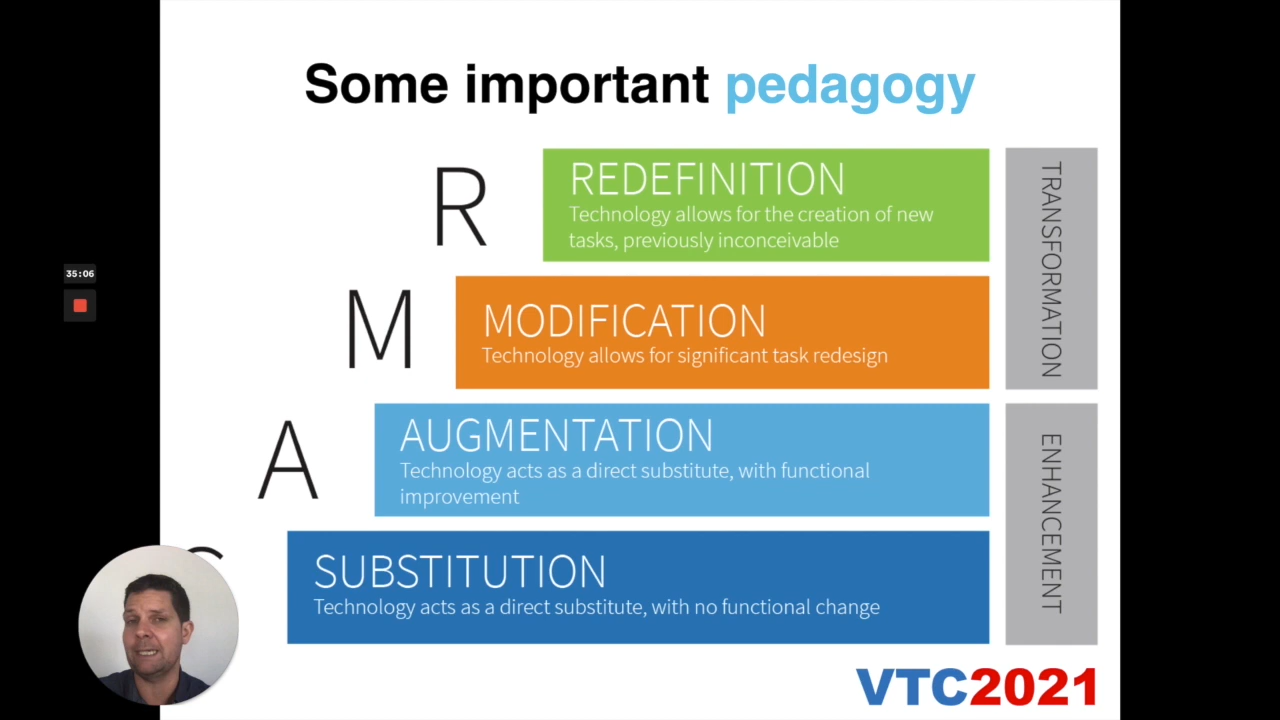 Some important pedagogy
R
REDEFINITION
Technology allows for the creation of new
tasks, previously inconceivable
M
MODIFICATION
Technology allows for significant task redesign
TRANSFORMATION
A
AUGMENTATION
Technology acts as a direct substitute, with functional
improvement
SUBSTITUTION
Technology acts as a direct substitute, with no functional change
ENHANCEMENT
35:06
VTC2021